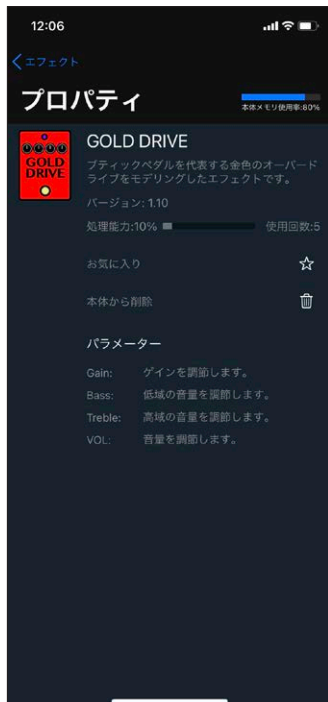 12:06
エフェクト
プロパティ
本体メモリ使用率:80%
GOLD DRIVE
GOLD
DRIVE
ブティックペダルを代表する金色のオーバード
ライブをモデリングしたエフェクトです。
バージョン: 1.10
処理能力:10% 使用回数:5
お気に入り
本体から削除
パラメーター
Gain: ゲインを調節します。
Bass: 低域の音量を調節します。
Treble: 高域の音量を調節します。
VOL: 音量を調節します。